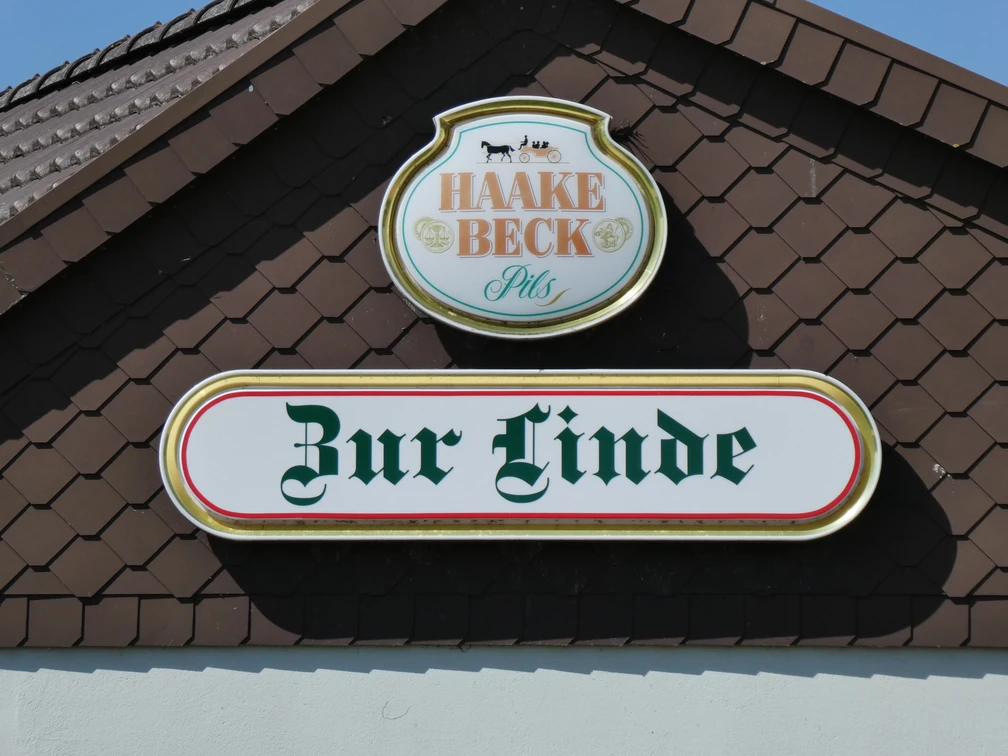 HAAKE
BECK
Pils
Zur Linde